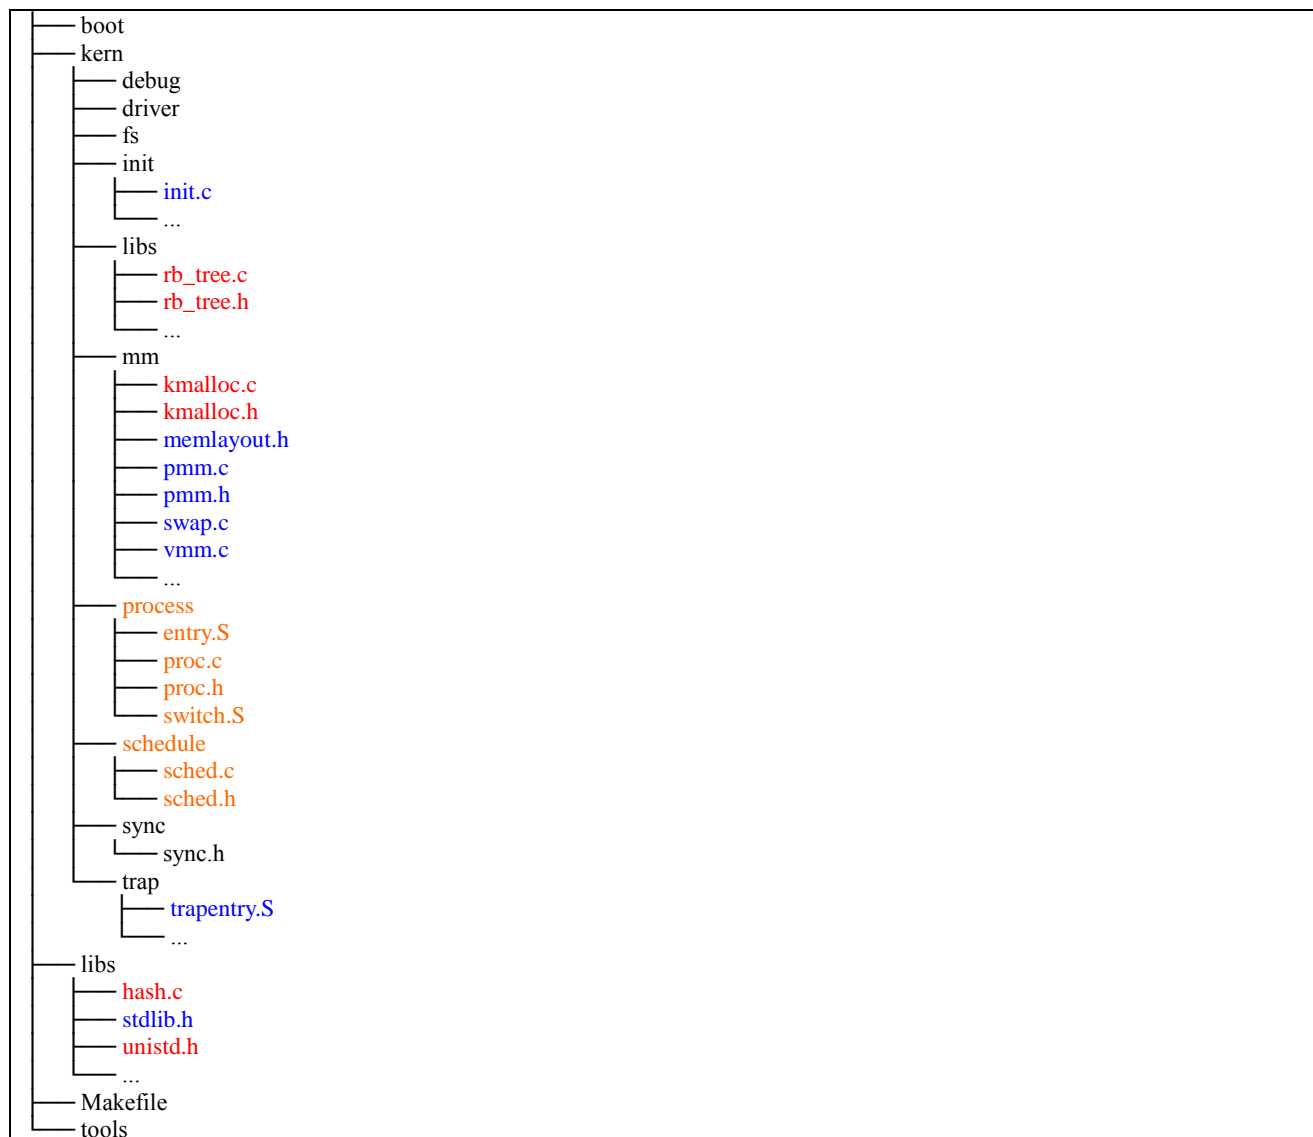 boot
kern
debug
driver
fs
init
init.c
...
libs
rb_tree.c
rb_tree.h
...
mm
kmalloc.c
kmalloc.h
memlayout.h
pmm.c
pmm.h
swap.c
vmm.c
...
process
entry.S
proc.c
proc.h
switch.S
schedule
sched.c
sched.h
sync
sync.h
trap
trapentry.S
...
libs
hash.c
stdlib.h
unistd.h
...
Makefile
tools